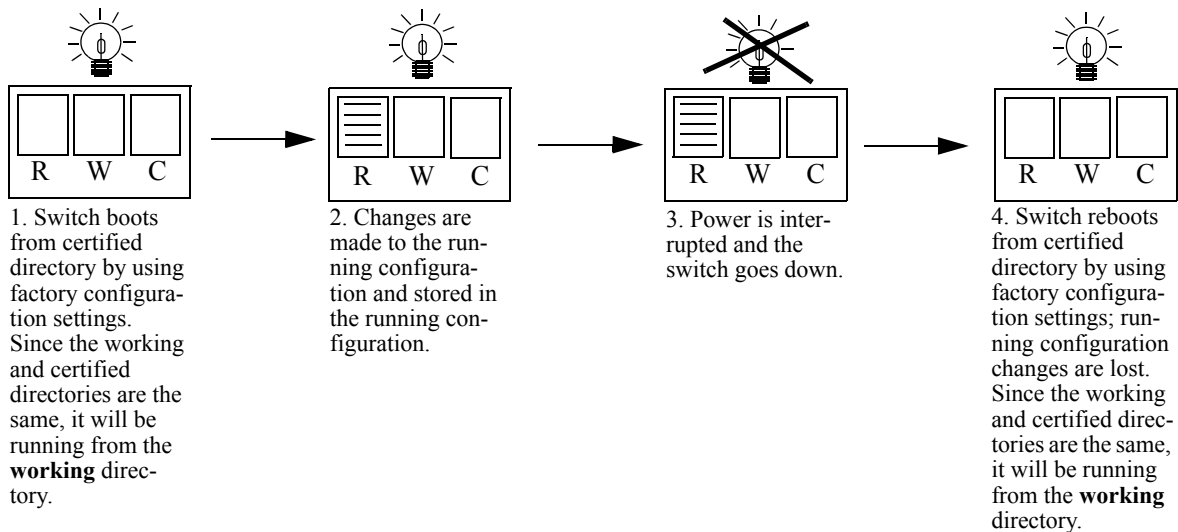 R W C
R W C
R W C
R W C
1. Switch boots
from certified
directory by using
factory configura-
tion settings.
Since the working
and certified
directories are the
same, it will be
running from the
working direc-
tory.
2. Changes are
made to the run-
ning configura-
tion and stored in
the running con-
figuration.
3. Power is inter-
rupted and the
switch goes down.
4. Switch reboots
from certified
directory by using
factory configura-
tion settings; run-
ning configuration
changes are lost.
Since the working
and certified direc-
tories are the same,
it will be running
from the working
directory.